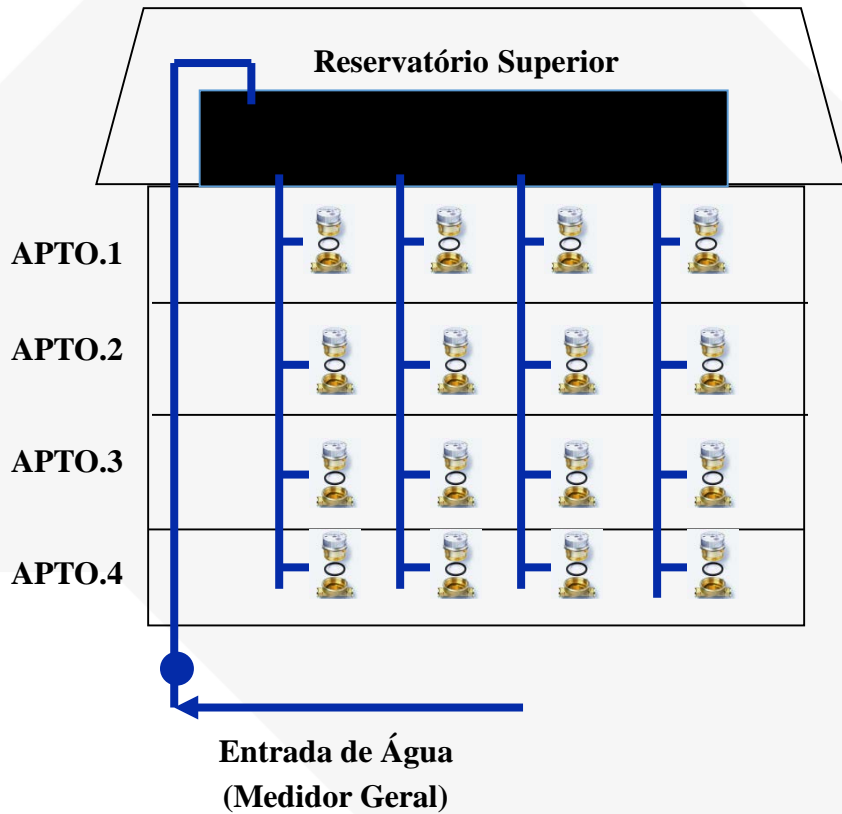 Reservatório Superior
APTO.1
APTO.2
APTO.3
APTO.4
Entrada de Água
(Medidor Geral)